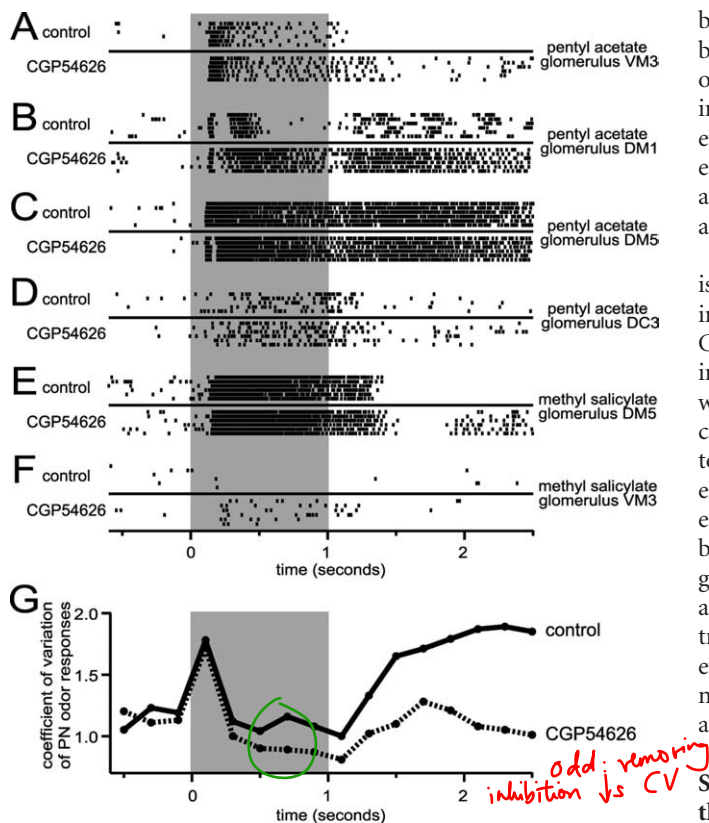 A
control
CGP54626
pentyl acetate
glomerulus VM3
B
control
CGP54626
pentyl acetate
glomerulus DM1
C
control
CGP54626
pentyl acetate
glomerulus DM5
D
control
CGP54626
pentyl acetate
glomerulus DC3
E
control
CGP54626
methyl salicylate
glomerulus DM5
F
control
CGP54626
methyl salicylate
glomerulus VM3
0 1 2
time (seconds)
G
coefficient of variation
of PN odor responses
2.0
1.5
1.0
control
CGP54626
0 1 2
time (seconds)
odd: removing
inhibition ↓s CV